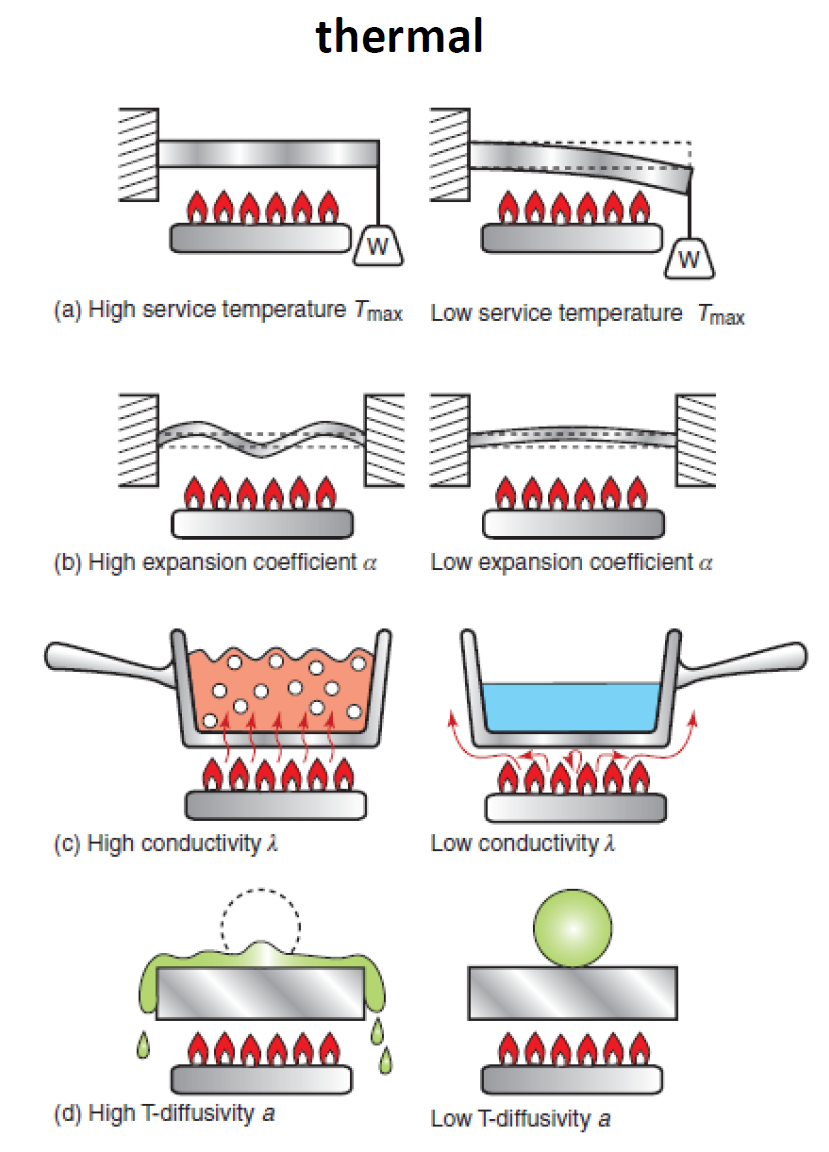 thermal
W
W
(a) High service temperature Tmax
Low service temperature Tmax
(b) High expansion coefficient α
Low expansion coefficient α
(c) High conductivity λ
Low conductivity λ
(d) High T-diffusivity a
Low T-diffusivity a